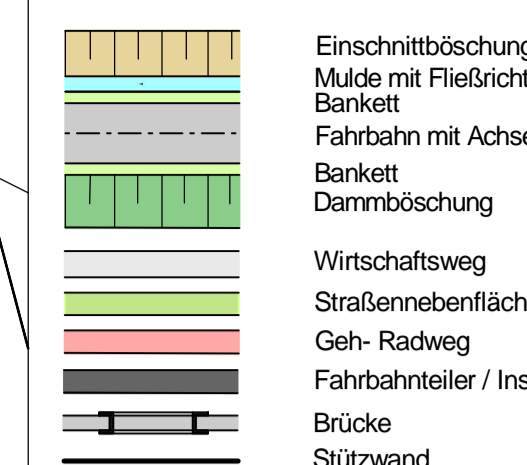 Einschnittböschung
Mulde mit Fließricht
Bankett
Fahrbahn mit Achse
Bankett
Dammböschung
Wirtschaftsweg
Straßennebenfläch
Geh- Radweg
Fahrbahnteiler / Ins
Brücke
Stützwand